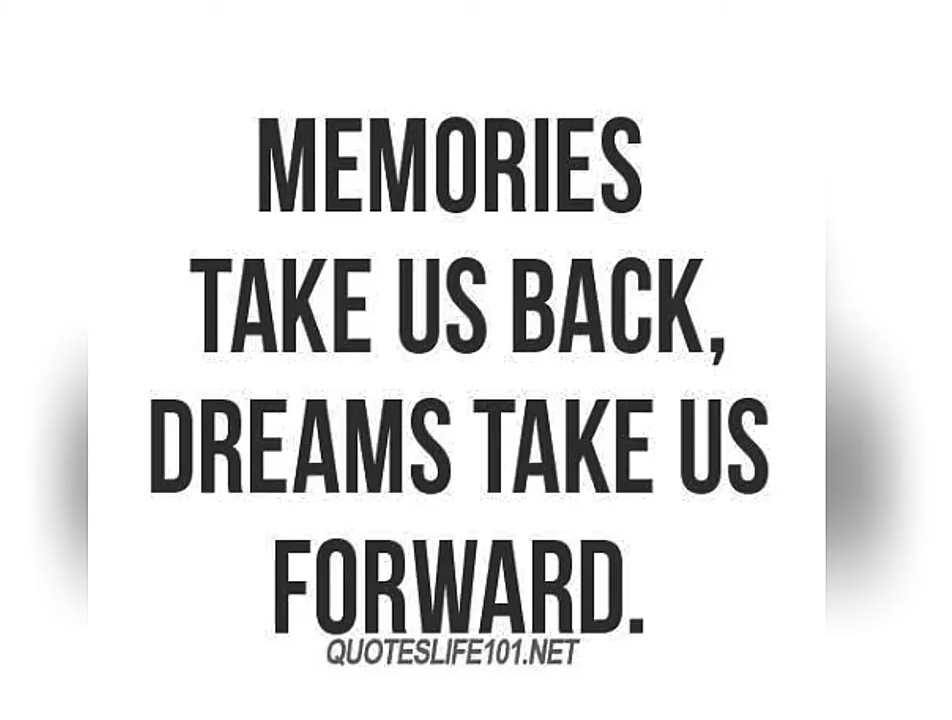 MEMORIES
TAKE US BACK,
DREAMS TAKE US
FORWARD.
QUOTESLIFE101.NET